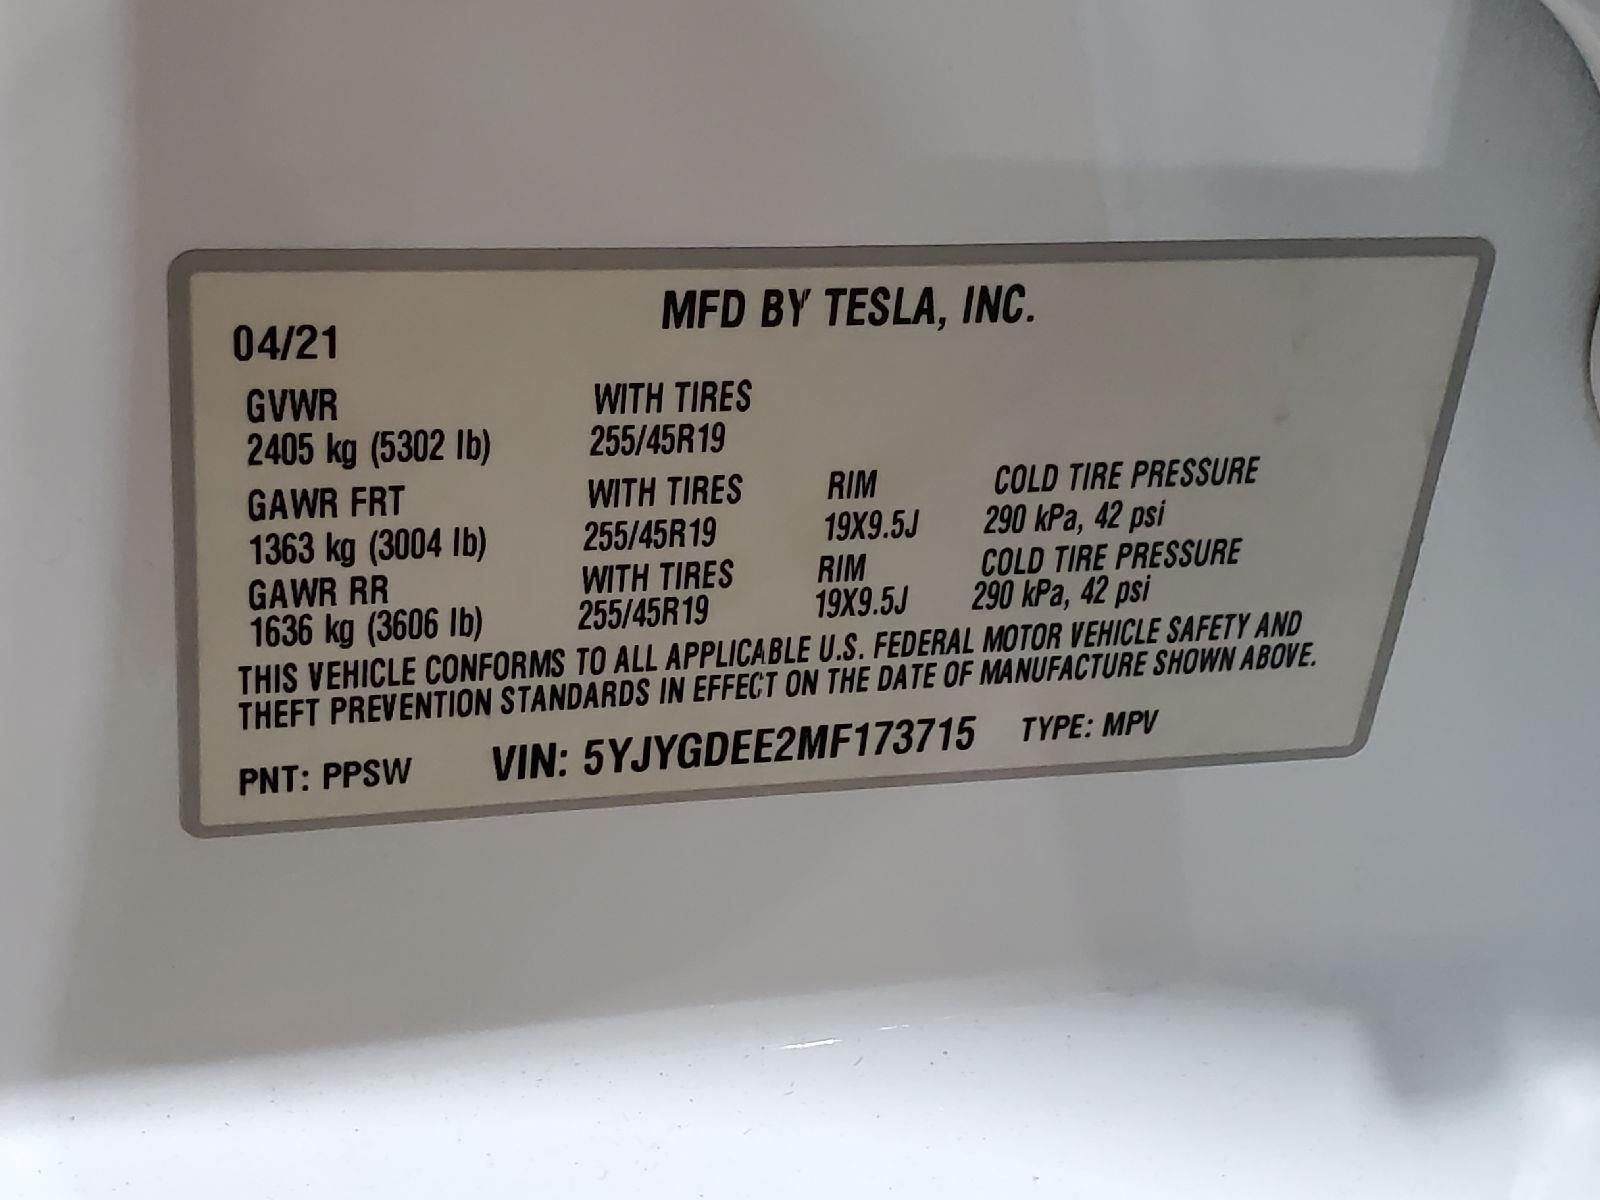 MFD BY TESLA, INC.
04/21
GVWR WITH TIRES
2405 kg (5302 lb) 255/45R19
GAWR FRT WITH TIRES RIM COLD TIRE PRESSURE
1363 kg (3004 lb) 255/45R19 19X9.5J 290 kPa, 42 psi
GAWR RR WITH TIRES RIM COLD TIRE PRESSURE
1636 kg (3606 lb) 255/45R19 19X9.5J 290 kPa, 42 psi
THIS VEHICLE CONFORMS TO ALL APPLICABLE U.S. FEDERAL MOTOR VEHICLE SAFETY AND
THEFT PREVENTION STANDARDS IN EFFECT ON THE DATE OF MANUFACTURE SHOWN ABOVE.
PNT: PPSW VIN: 5YJYGDEE2MF173715 TYPE: MPV